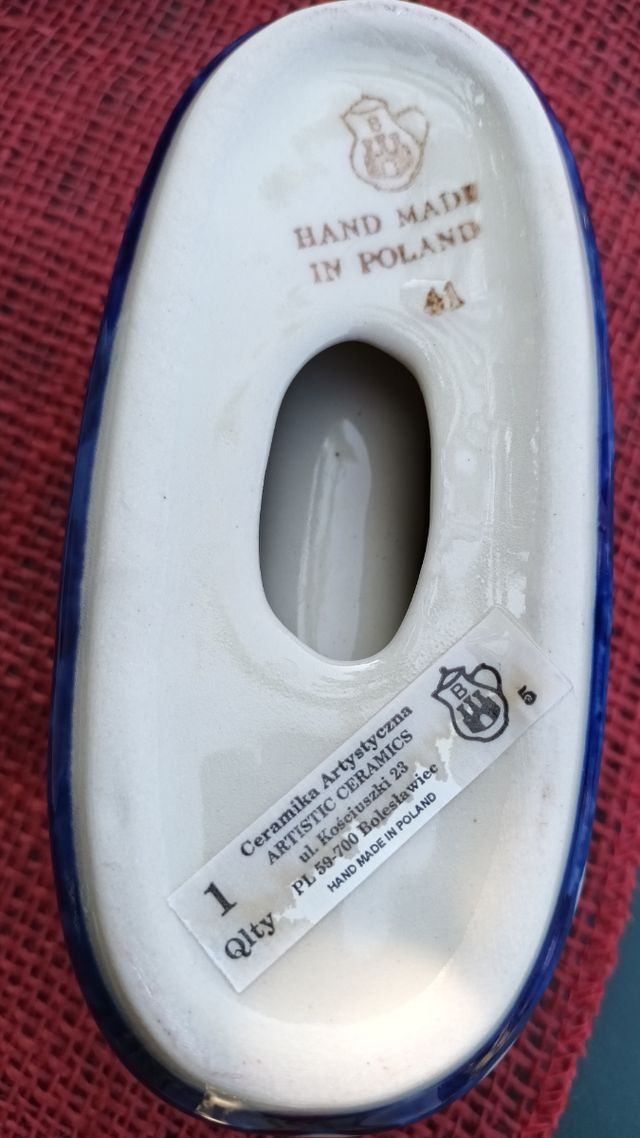 B
HAND MADE
IN POLAND
41
B
5
Ceramika Artystyczna
ARTISTIC CERAMICS
ul. Kościuszki 23
PL 59-700 Bolesławiec
HAND MADE IN POLAND
1
Qlty